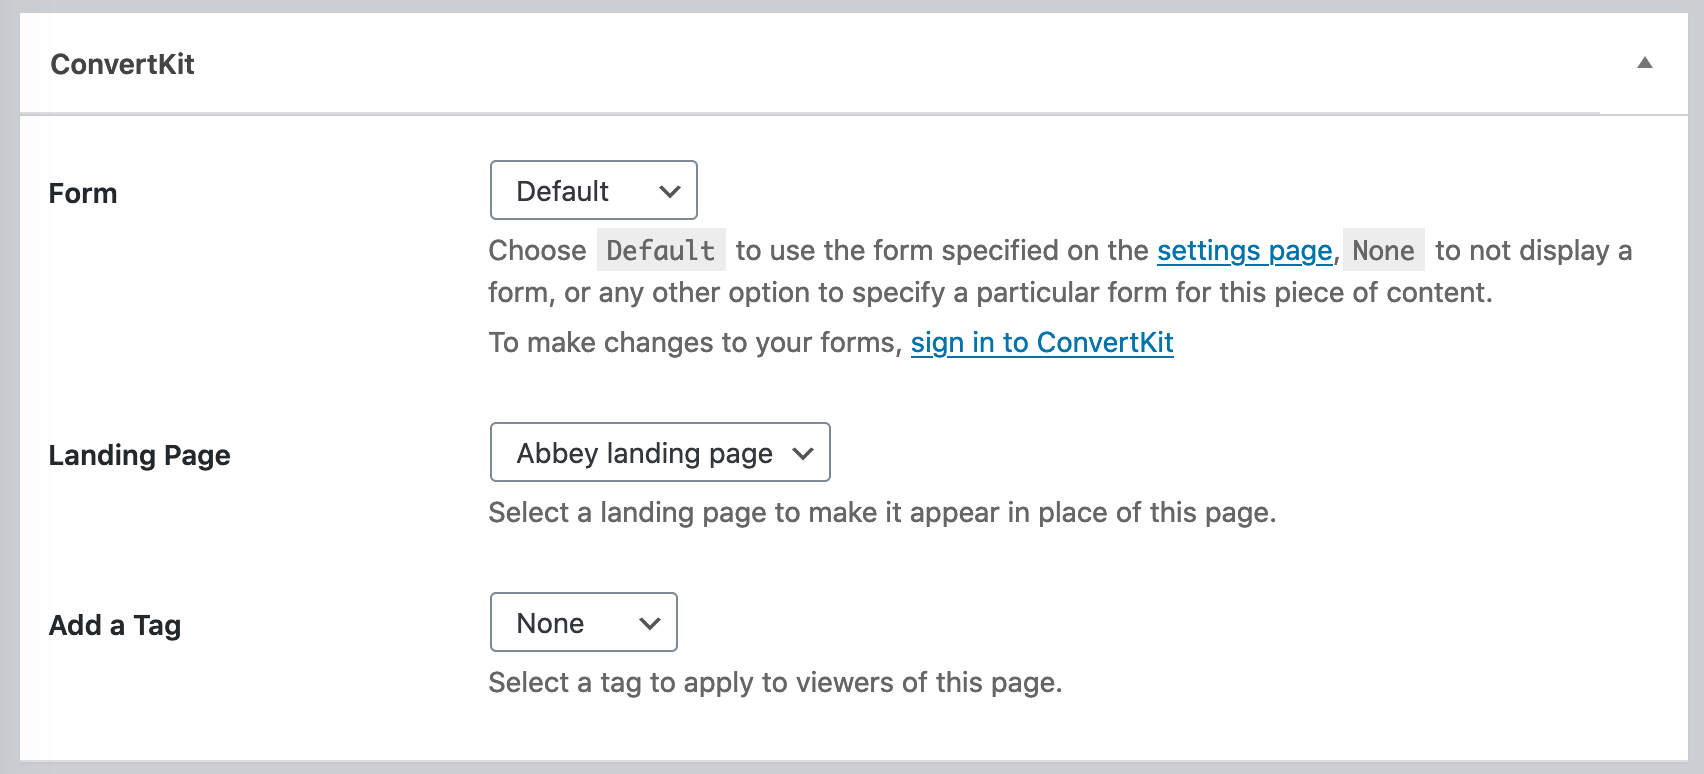 ConvertKit
Form
Default
Choose Default to use the form specified on the settings page, None to not display a
form, or any other option to specify a particular form for this piece of content.
To make changes to your forms, sign in to ConvertKit
Landing Page
Abbey landing page
Select a landing page to make it appear in place of this page.
Add a Tag
None
Select a tag to apply to viewers of this page.